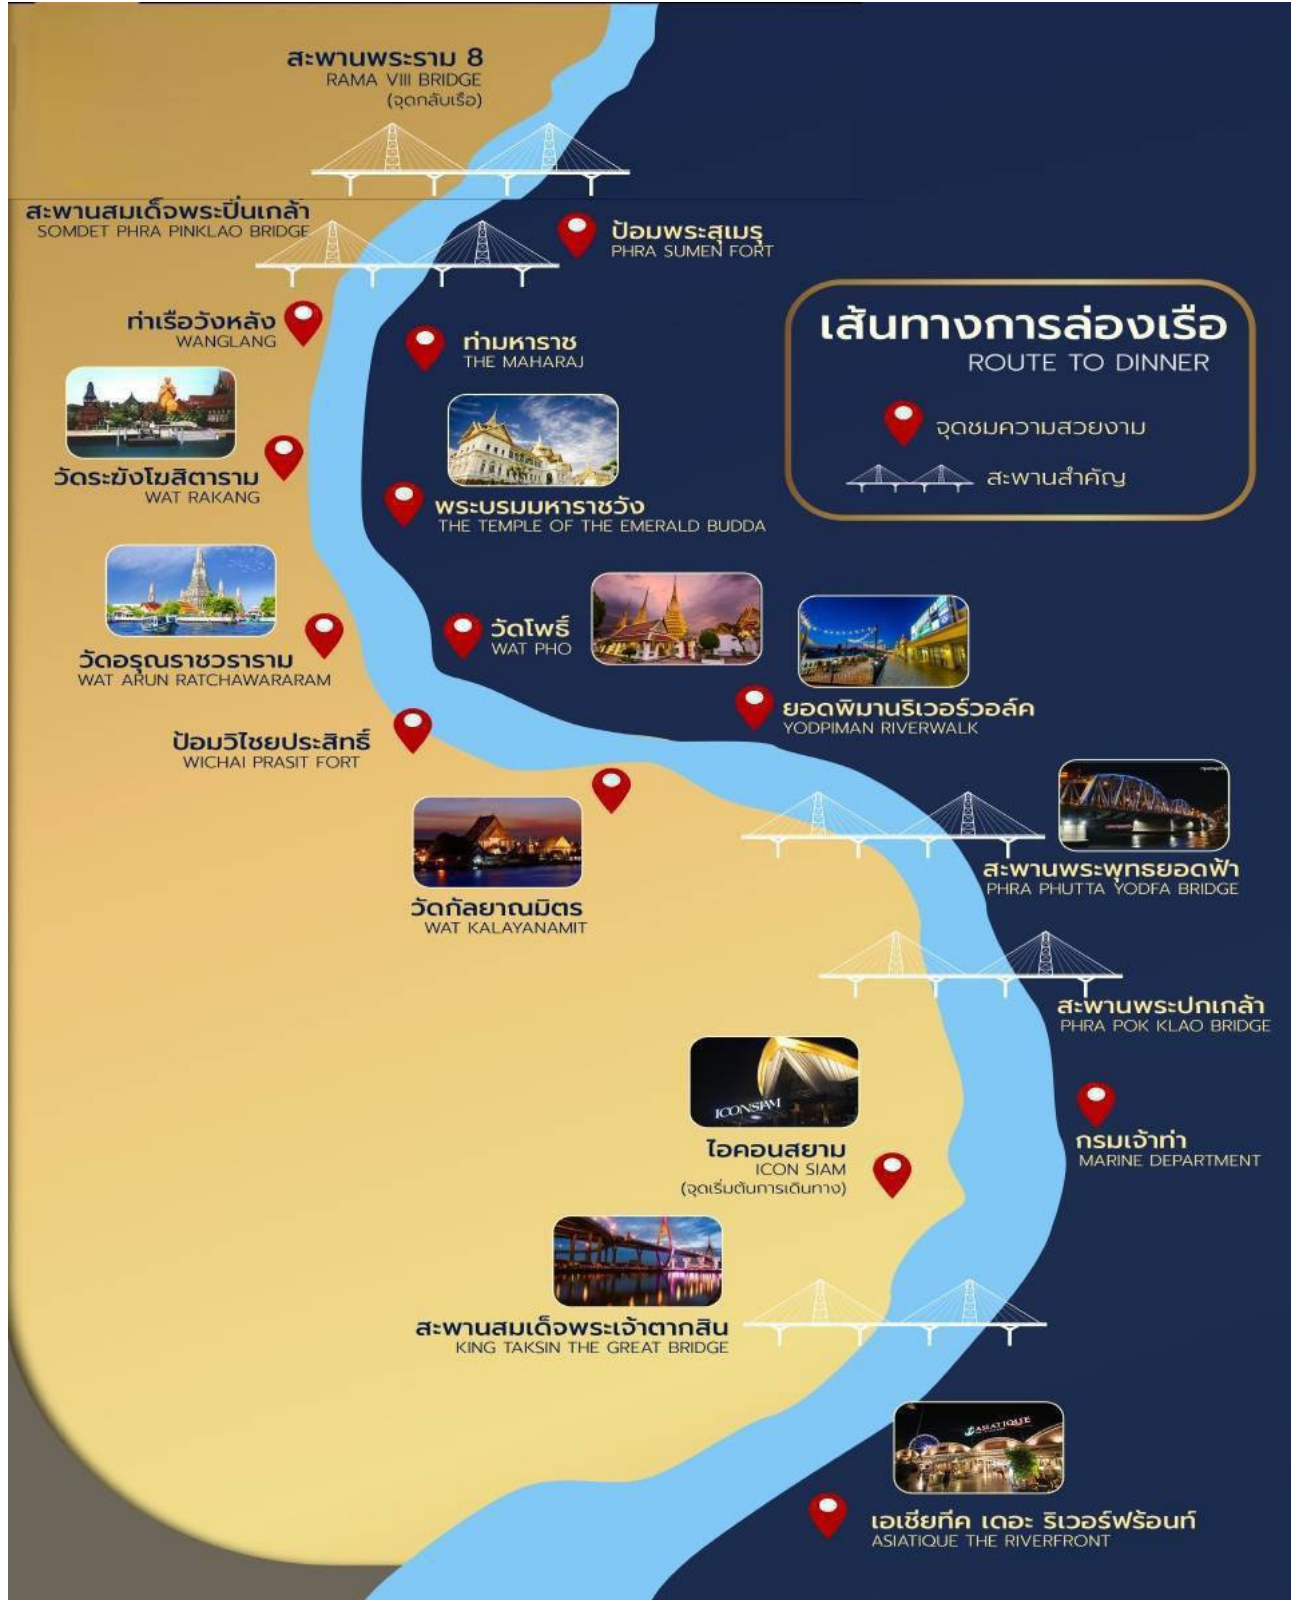 สะพานพระราม 8
RAMA VIII BRIDGE
(จุดกลับเรือ)
สะพานสมเด็จพระปิ่นเกล้า
SOMDET PHRA PINKLAO BRIDGE
ป้อมพระสุเมรุ
PHRA SUMEN FORT
เส้นทางการล่องเรือ
ROUTE TO DINNER
จุดชมความสวยงาม
สะพานสำคัญ
ท่าเรือวังหลัง
WANGLANG
ท่ามหาราช
THE MAHARAJ
วัดระฆังโฆสิตาราม
WAT RAKANG
พระบรมมหาราชวัง
THE TEMPLE OF THE EMERALD BUDDA
วัดอรุณราชวราราม
WAT ARUN RATCHAWARARAM
วัดโพธิ์
WAT PHO
ยอดพิมานริเวอร์วอล์ค
YODPIMAN RIVERWALK
ป้อมวิไชยประสิทธิ์
WICHAI PRASIT FORT
วัดกัลยาณมิตร
WAT KALAYANAMIT
สะพานพระพุทธยอดฟ้า
PHRA PHUTTA YODFA BRIDGE
สะพานพระปกเกล้า
PHRA POK KLAO BRIDGE
ICONSIAM
ไอคอนสยาม
ICON SIAM
(จุดเริ่มต้นการเดินทาง)
กรมเจ้าท่า
MARINE DEPARTMENT
สะพานสมเด็จพระเจ้าตากสิน
KING TAKSIN THE GREAT BRIDGE
ASIATIQUE
เอเชียทีค เดอะ ริเวอร์ฟร้อนท์
ASIATIQUE THE RIVERFRONT